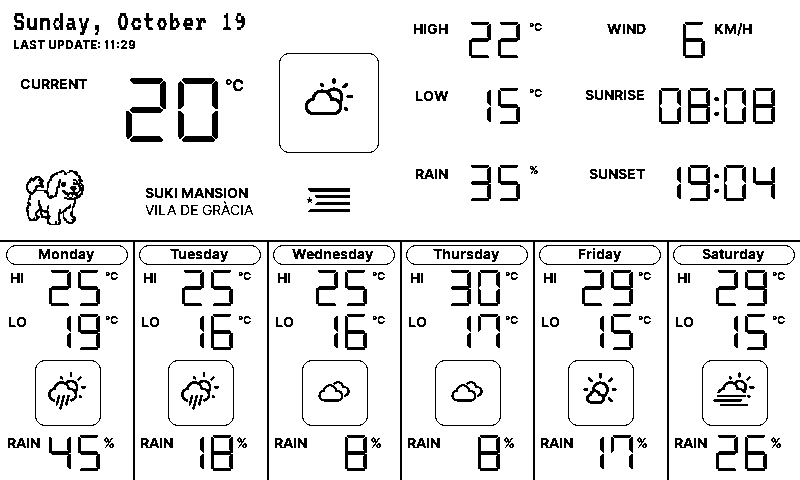 Sunday, October 19
LAST UPDATE: 11:29
CURRENT 20 °C
HIGH 22 °C
LOW 15 °C
RAIN 35 %
WIND 6 KM/H
SUNRISE 08:08
SUNSET 19:04
SUKI MANSION
VILA DE GRÀCIA
Monday
HI 25 °C
LO 19 °C
RAIN 45 %
Tuesday
HI 25 °C
LO 16 °C
RAIN 18 %
Wednesday
HI 25 °C
LO 16 °C
RAIN 8 %
Thursday
HI 30 °C
LO 17 °C
RAIN 8 %
Friday
HI 29 °C
LO 15 °C
RAIN 17 %
Saturday
HI 29 °C
LO 15 °C
RAIN 26 %